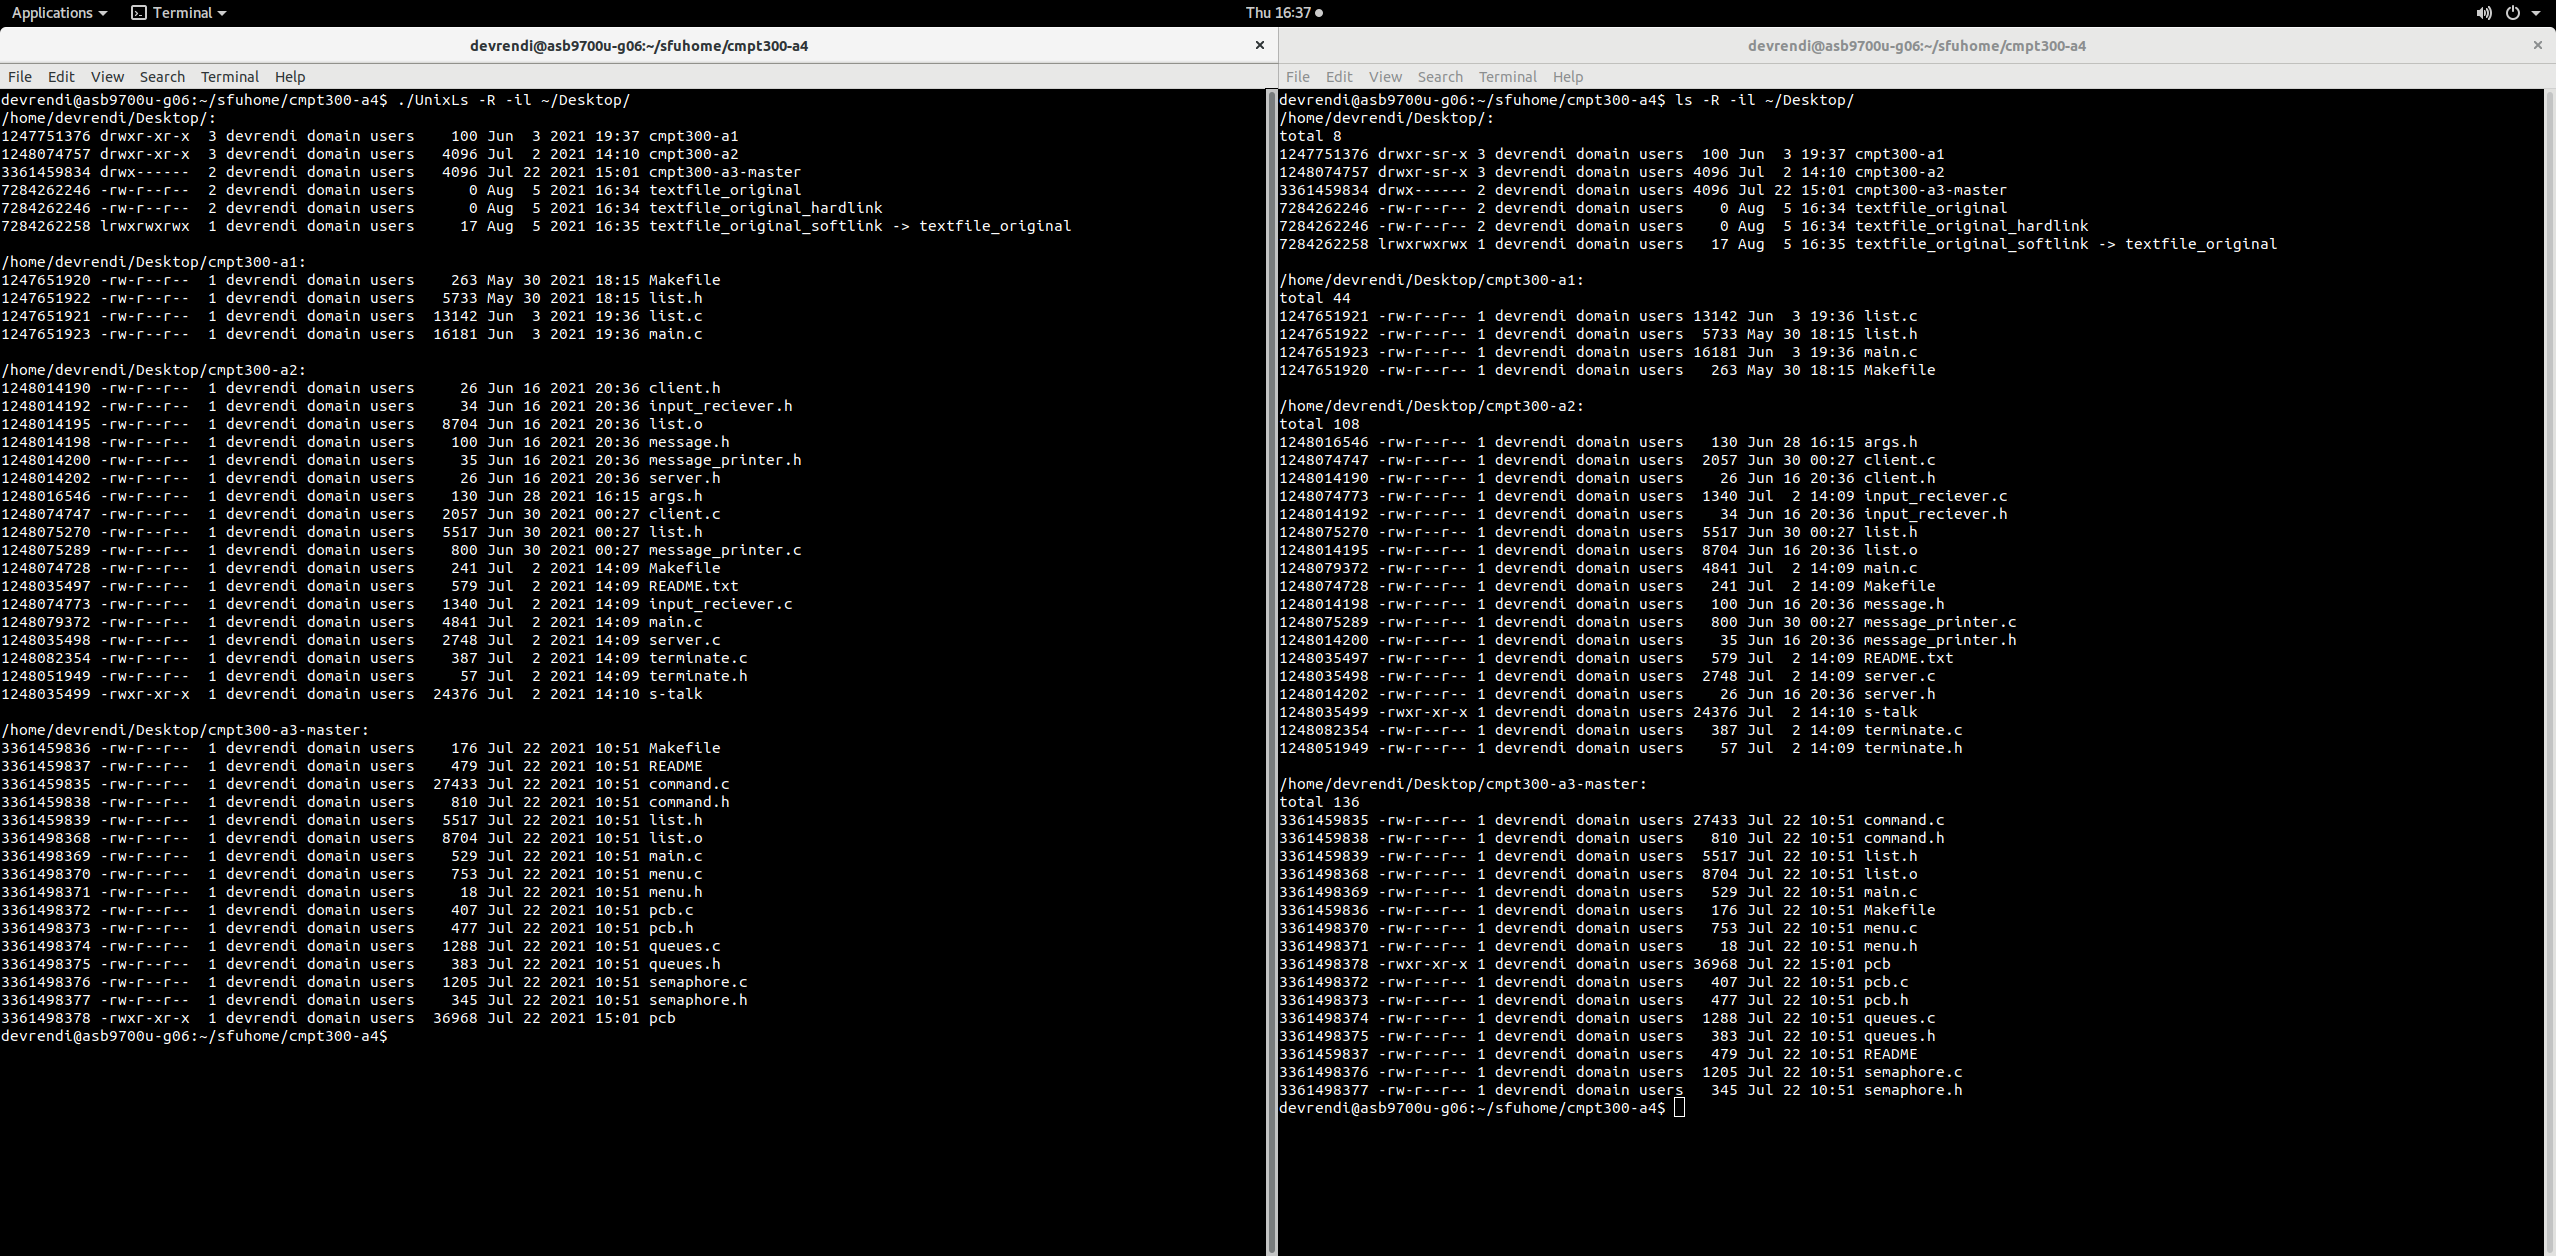 Applications Terminal Thu 16:37
devrendi@asb9700u-g06:~/sfuhome/cmpt300-a4
File Edit View Search Terminal Help
devrendi@asb9700u-g06:~/sfuhome/cmpt300-a4$ ./UnixLs -R -il ~/Desktop/
/home/devrendi/Desktop/:
1247751376 drwxr-xr-x  3 devrendi domain users    100 Jun  3 2021 19:37 cmpt300-a1
1248074757 drwxr-xr-x  3 devrendi domain users   4096 Jul  2 2021 14:10 cmpt300-a2
3361459834 drwx------  2 devrendi domain users   4096 Jul 22 2021 15:01 cmpt300-a3-master
7284262246 -rw-r--r--  2 devrendi domain users      0 Aug  5 2021 16:34 textfile_original
7284262246 -rw-r--r--  2 devrendi domain users      0 Aug  5 2021 16:34 textfile_original_hardlink
7284262258 lrwxrwxrwx  1 devrendi domain users     17 Aug  5 2021 16:35 textfile_original_softlink -> textfile_original
/home/devrendi/Desktop/cmpt300-a1:
1247651920 -rw-r--r--  1 devrendi domain users    263 May 30 2021 18:15 Makefile
1247651922 -rw-r--r--  1 devrendi domain users   5733 May 30 2021 18:15 list.h
1247651921 -rw-r--r--  1 devrendi domain users  13142 Jun  3 2021 19:36 list.c
1247651923 -rw-r--r--  1 devrendi domain users  16181 Jun  3 2021 19:36 main.c
/home/devrendi/Desktop/cmpt300-a2:
1248014190 -rw-r--r--  1 devrendi domain users     26 Jun 16 2021 20:36 client.h
1248014192 -rw-r--r--  1 devrendi domain users     34 Jun 16 2021 20:36 input_reciever.h
1248014195 -rw-r--r--  1 devrendi domain users   8704 Jun 16 2021 20:36 list.o
1248014198 -rw-r--r--  1 devrendi domain users    100 Jun 16 2021 20:36 message.h
1248014200 -rw-r--r--  1 devrendi domain users     35 Jun 16 2021 20:36 message_printer.h
1248014202 -rw-r--r--  1 devrendi domain users     26 Jun 16 2021 20:36 server.h
1248016546 -rw-r--r--  1 devrendi domain users    130 Jun 28 2021 16:15 args.h
1248074747 -rw-r--r--  1 devrendi domain users   2057 Jun 30 2021 00:27 client.c
1248075270 -rw-r--r--  1 devrendi domain users   5517 Jun 30 2021 00:27 list.h
1248075289 -rw-r--r--  1 devrendi domain users    800 Jun 30 2021 00:27 message_printer.c
1248074728 -rw-r--r--  1 devrendi domain users    241 Jul  2 2021 14:09 Makefile
1248035497 -rw-r--r--  1 devrendi domain users    579 Jul  2 2021 14:09 README.txt
1248074773 -rw-r--r--  1 devrendi domain users   1340 Jul  2 2021 14:09 input_reciever.c
1248079372 -rw-r--r--  1 devrendi domain users   4841 Jul  2 2021 14:09 main.c
1248035498 -rw-r--r--  1 devrendi domain users   2748 Jul  2 2021 14:09 server.c
1248082354 -rw-r--r--  1 devrendi domain users    387 Jul  2 2021 14:09 terminate.c
1248051949 -rw-r--r--  1 devrendi domain users     57 Jul  2 2021 14:09 terminate.h
1248035499 -rwxr-xr-x  1 devrendi domain users  24376 Jul  2 2021 14:10 s-talk
/home/devrendi/Desktop/cmpt300-a3-master:
3361459836 -rw-r--r--  1 devrendi domain users    176 Jul 22 2021 10:51 Makefile
3361459837 -rw-r--r--  1 devrendi domain users    479 Jul 22 2021 10:51 README
3361459835 -rw-r--r--  1 devrendi domain users  27433 Jul 22 2021 10:51 command.c
3361459838 -rw-r--r--  1 devrendi domain users    810 Jul 22 2021 10:51 command.h
3361459839 -rw-r--r--  1 devrendi domain users   5517 Jul 22 2021 10:51 list.h
3361498368 -rw-r--r--  1 devrendi domain users   8704 Jul 22 2021 10:51 list.o
3361498369 -rw-r--r--  1 devrendi domain users    529 Jul 22 2021 10:51 main.c
3361498370 -rw-r--r--  1 devrendi domain users    753 Jul 22 2021 10:51 menu.c
3361498371 -rw-r--r--  1 devrendi domain users     18 Jul 22 2021 10:51 menu.h
3361498372 -rw-r--r--  1 devrendi domain users    407 Jul 22 2021 10:51 pcb.c
3361498373 -rw-r--r--  1 devrendi domain users    477 Jul 22 2021 10:51 pcb.h
3361498374 -rw-r--r--  1 devrendi domain users   1288 Jul 22 2021 10:51 queues.c
3361498375 -rw-r--r--  1 devrendi domain users    383 Jul 22 2021 10:51 queues.h
3361498376 -rw-r--r--  1 devrendi domain users   1205 Jul 22 2021 10:51 semaphore.c
3361498377 -rw-r--r--  1 devrendi domain users    345 Jul 22 2021 10:51 semaphore.h
3361498378 -rwxr-xr-x  1 devrendi domain users  36968 Jul 22 2021 15:01 pcb
devrendi@asb9700u-g06:~/sfuhome/cmpt300-a4$
devrendi@asb9700u-g06:~/sfuhome/cmpt300-a4
File Edit View Search Terminal Help
devrendi@asb9700u-g06:~/sfuhome/cmpt300-a4$ ls -R -il ~/Desktop/
/home/devrendi/Desktop/:
total 8
1247751376 drwxr-sr-x 3 devrendi domain users  100 Jun  3 19:37 cmpt300-a1
1248074757 drwxr-sr-x 3 devrendi domain users 4096 Jul  2 14:10 cmpt300-a2
3361459834 drwx------ 2 devrendi domain users 4096 Jul 22 15:01 cmpt300-a3-master
7284262246 -rw-r--r-- 2 devrendi domain users    0 Aug  5 16:34 textfile_original
7284262246 -rw-r--r-- 2 devrendi domain users    0 Aug  5 16:34 textfile_original_hardlink
7284262258 lrwxrwxrwx 1 devrendi domain users   17 Aug  5 16:35 textfile_original_softlink -> textfile_original
/home/devrendi/Desktop/cmpt300-a1:
total 44
1247651921 -rw-r--r-- 1 devrendi domain users 13142 Jun  3 19:36 list.c
1247651922 -rw-r--r-- 1 devrendi domain users  5733 May 30 18:15 list.h
1247651923 -rw-r--r-- 1 devrendi domain users 16181 Jun  3 19:36 main.c
1247651920 -rw-r--r-- 1 devrendi domain users   263 May 30 18:15 Makefile
/home/devrendi/Desktop/cmpt300-a2:
total 108
1248016546 -rw-r--r-- 1 devrendi domain users   130 Jun 28 16:15 args.h
1248074747 -rw-r--r-- 1 devrendi domain users  2057 Jun 30 00:27 client.c
1248014190 -rw-r--r-- 1 devrendi domain users    26 Jun 16 20:36 client.h
1248074773 -rw-r--r-- 1 devrendi domain users  1340 Jul  2 14:09 input_reciever.c
1248014192 -rw-r--r-- 1 devrendi domain users    34 Jun 16 20:36 input_reciever.h
1248075270 -rw-r--r-- 1 devrendi domain users  5517 Jun 30 00:27 list.h
1248014195 -rw-r--r-- 1 devrendi domain users  8704 Jun 16 20:36 list.o
1248079372 -rw-r--r-- 1 devrendi domain users  4841 Jul  2 14:09 main.c
1248074728 -rw-r--r-- 1 devrendi domain users   241 Jul  2 14:09 Makefile
1248014198 -rw-r--r-- 1 devrendi domain users   100 Jun 16 20:36 message.h
1248075289 -rw-r--r-- 1 devrendi domain users   800 Jun 30 00:27 message_printer.c
1248014200 -rw-r--r-- 1 devrendi domain users    35 Jun 16 20:36 message_printer.h
1248035497 -rw-r--r-- 1 devrendi domain users   579 Jul  2 14:09 README.txt
1248035498 -rw-r--r-- 1 devrendi domain users  2748 Jul  2 14:09 server.c
1248014202 -rw-r--r-- 1 devrendi domain users    26 Jun 16 20:36 server.h
1248035499 -rwxr-xr-x 1 devrendi domain users 24376 Jul  2 14:10 s-talk
1248082354 -rw-r--r-- 1 devrendi domain users   387 Jul  2 14:09 terminate.c
1248051949 -rw-r--r-- 1 devrendi domain users    57 Jul  2 14:09 terminate.h
/home/devrendi/Desktop/cmpt300-a3-master:
total 136
3361459835 -rw-r--r-- 1 devrendi domain users 27433 Jul 22 10:51 command.c
3361459838 -rw-r--r-- 1 devrendi domain users   810 Jul 22 10:51 command.h
3361459839 -rw-r--r-- 1 devrendi domain users  5517 Jul 22 10:51 list.h
3361498368 -rw-r--r-- 1 devrendi domain users  8704 Jul 22 10:51 list.o
3361498369 -rw-r--r-- 1 devrendi domain users   529 Jul 22 10:51 main.c
3361459836 -rw-r--r-- 1 devrendi domain users   176 Jul 22 10:51 Makefile
3361498370 -rw-r--r-- 1 devrendi domain users   753 Jul 22 10:51 menu.c
3361498371 -rw-r--r-- 1 devrendi domain users    18 Jul 22 10:51 menu.h
3361498378 -rwxr-xr-x 1 devrendi domain users 36968 Jul 22 15:01 pcb
3361498372 -rw-r--r-- 1 devrendi domain users   407 Jul 22 10:51 pcb.c
3361498373 -rw-r--r-- 1 devrendi domain users   477 Jul 22 10:51 pcb.h
3361498374 -rw-r--r-- 1 devrendi domain users  1288 Jul 22 10:51 queues.c
3361498375 -rw-r--r-- 1 devrendi domain users   383 Jul 22 10:51 queues.h
3361459837 -rw-r--r-- 1 devrendi domain users   479 Jul 22 10:51 README
3361498376 -rw-r--r-- 1 devrendi domain users  1205 Jul 22 10:51 semaphore.c
3361498377 -rw-r--r-- 1 devrendi domain users   345 Jul 22 10:51 semaphore.h
devrendi@asb9700u-g06:~/sfuhome/cmpt300-a4$